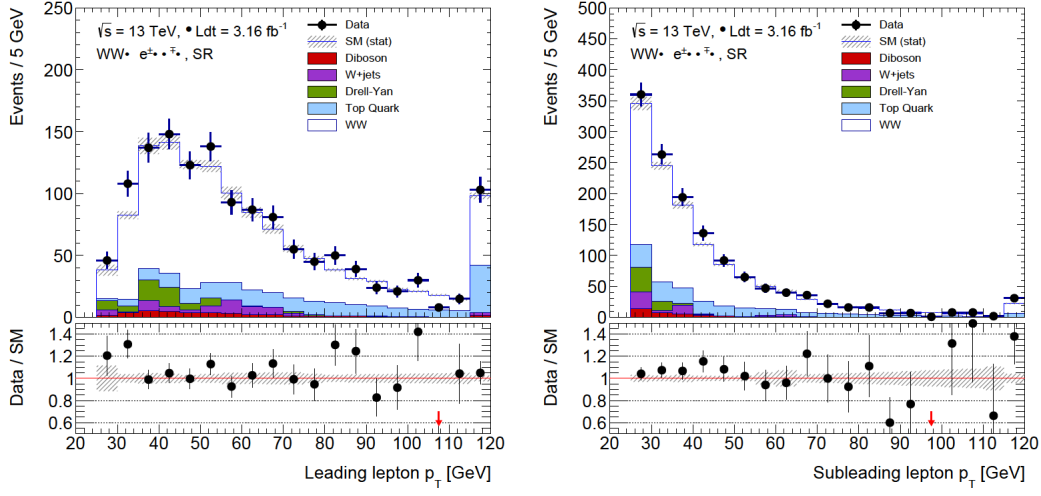 Events / 5 GeV
250
200
150
100
50
0
√s = 13 TeV, • Ldt = 3.16 fb⁻¹
WW• e±• • ∓• , SR
Data
SM (stat)
Diboson
W+jets
Drell-Yan
Top Quark
WW
Data / SM
1.4
1.2
1
0.8
0.6
20 30 40 50 60 70 80 90 100 110 120
Leading lepton p_T [GeV]
Events / 5 GeV
500
450
400
350
300
250
200
150
100
50
0
√s = 13 TeV, • Ldt = 3.16 fb⁻¹
WW• e±• • ∓• , SR
Data
SM (stat)
Diboson
W+jets
Drell-Yan
Top Quark
WW
Data / SM
1.4
1.2
1
0.8
0.6
20 30 40 50 60 70 80 90 100 110 120
Subleading lepton p_T [GeV]